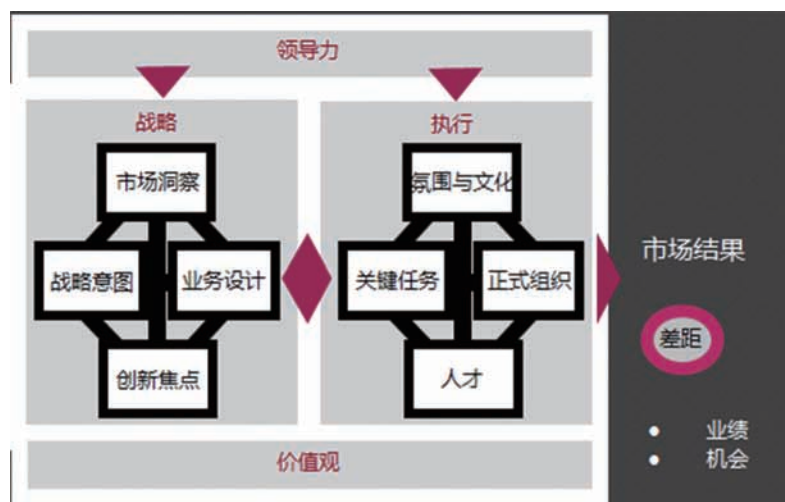 领导力
战略
市场洞察
战略意图
业务设计
创新焦点
执行
氛围与文化
关键任务
正式组织
人才
价值观
市场结果
差距
● 业绩
● 机会